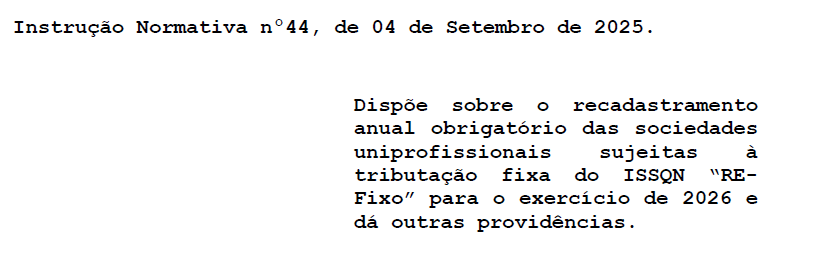 Instrução Normativa n°44, de 04 de Setembro de 2025.
Dispõe sobre o recadastramento
anual obrigatório das sociedades
uniprofissionais sujeitas à
tributação fixa do ISSQN “RE-
Fixo” para o exercício de 2026 e
dá outras providências.